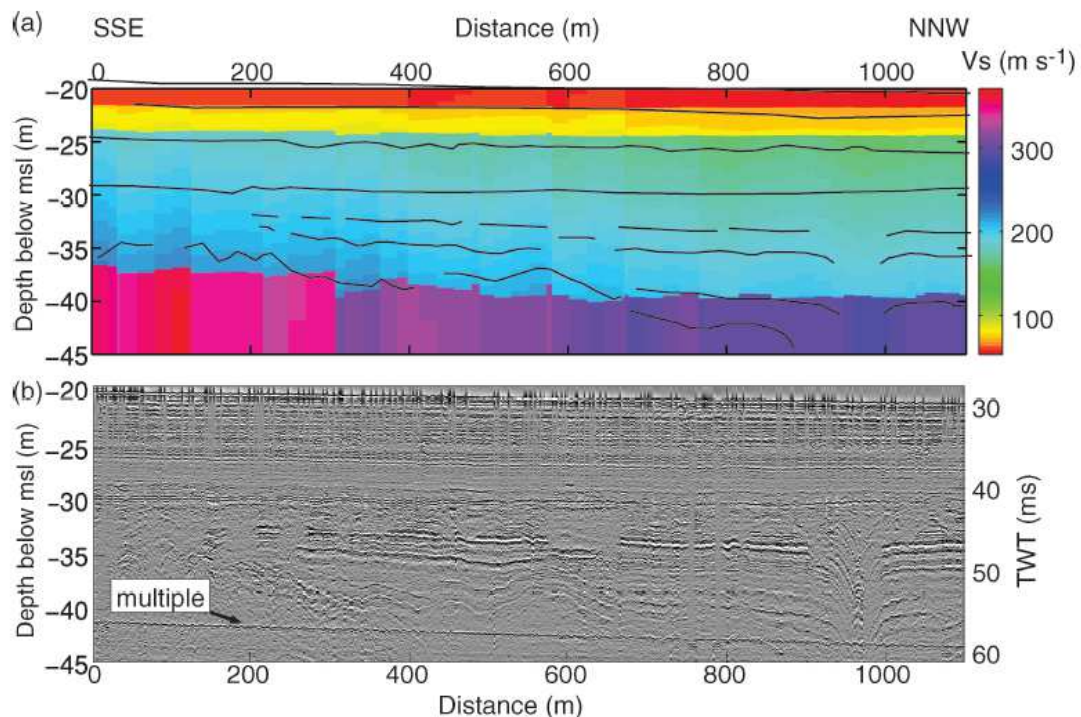 (a) SSE Distance (m) NNW
0 200 400 600 800 1000 Vs (m s-1)
-20
-25
-30
-35
-40
-45
Depth below msl (m)
300
200
100
(b)
-20
-25
-30
-35
-40
-45
Depth below msl (m)
multiple
30
40
50
60
TWT (ms)
0 200 400 600 800 1000
Distance (m)